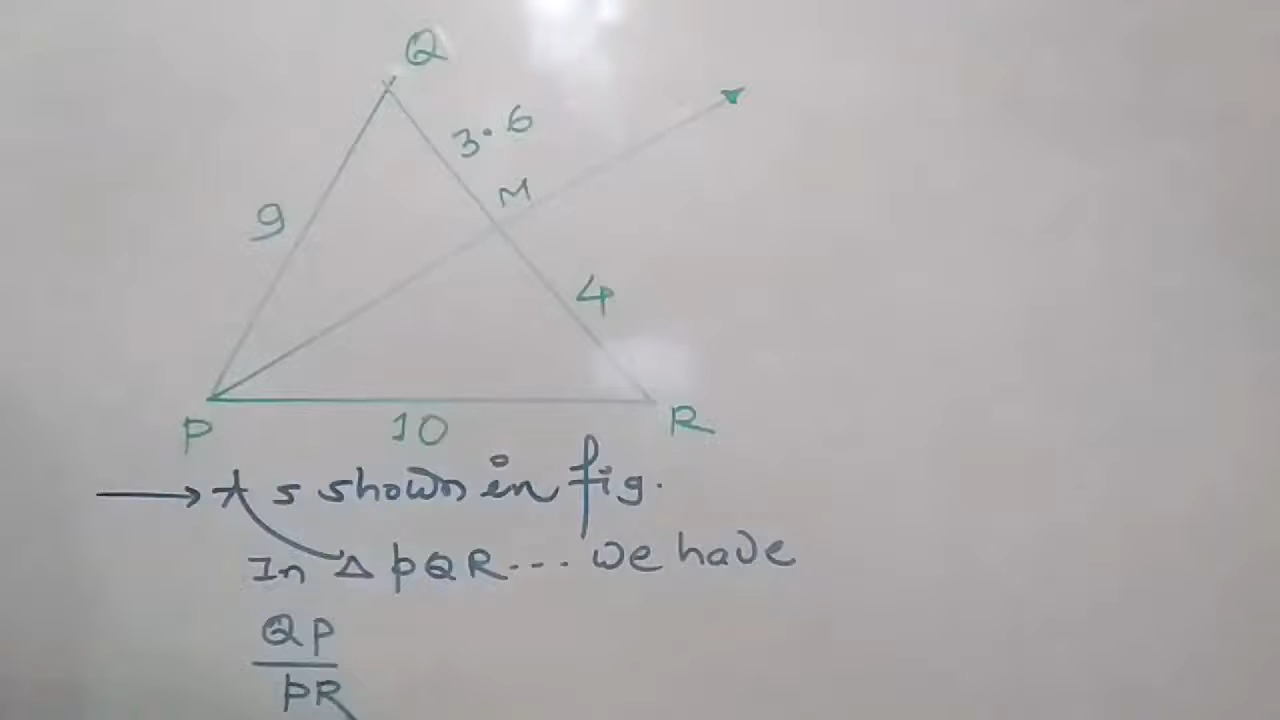 Q
3.6
M
9
4
P
10
R
→ As shown in fig.
In △ PQR... we have
QP
PR